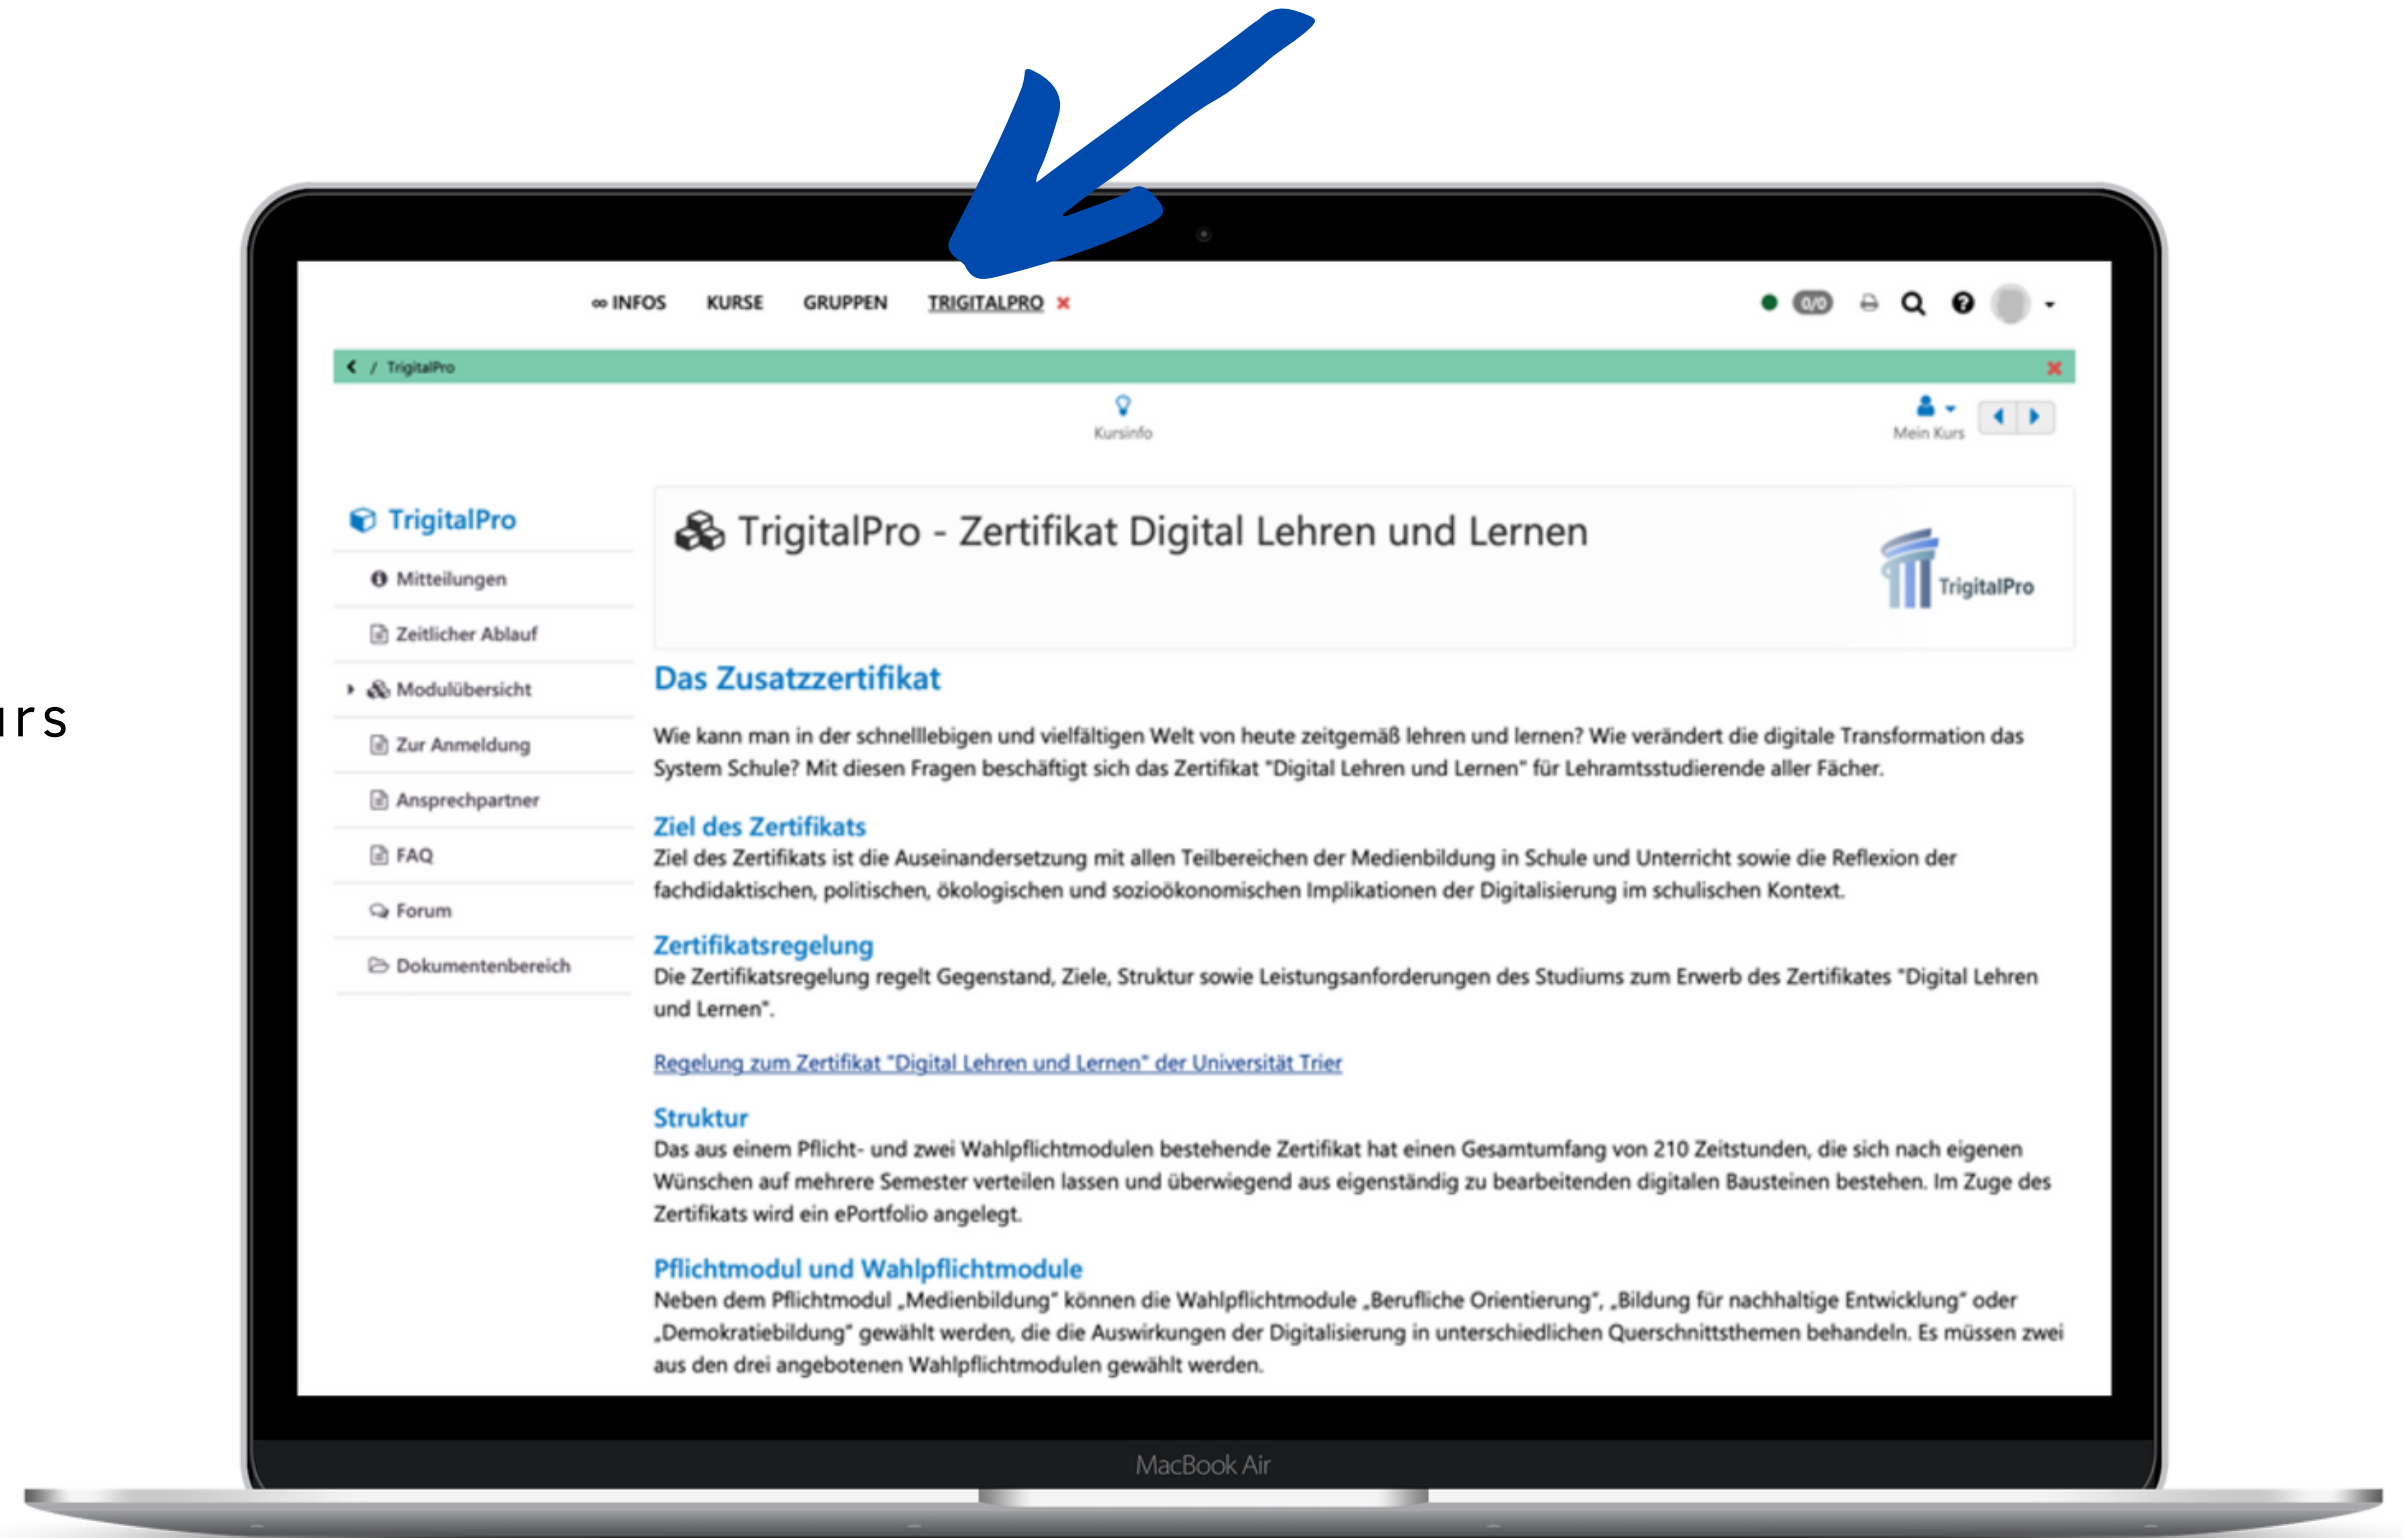 ∞ INFOS KURSE GRUPPEN TRIGITALPRO
0/0
/ TrigitalPro
Kursinfo
Mein Kurs
TrigitalPro
Mitteilungen
Zeitlicher Ablauf
Modulübersicht
Zur Anmeldung
Ansprechpartner
FAQ
Forum
Dokumentenbereich
TrigitalPro - Zertifikat Digital Lehren und Lernen
TrigitalPro
Das Zusatzzertifikat
Wie kann man in der schnelllebigen und vielfältigen Welt von heute zeitgemäß lehren und lernen? Wie verändert die digitale Transformation das
System Schule? Mit diesen Fragen beschäftigt sich das Zertifikat "Digital Lehren und Lernen" für Lehramtsstudierende aller Fächer.
Ziel des Zertifikats
Ziel des Zertifikats ist die Auseinandersetzung mit allen Teilbereichen der Medienbildung in Schule und Unterricht sowie die Reflexion der
fachdidaktischen, politischen, ökologischen und sozioökonomischen Implikationen der Digitalisierung im schulischen Kontext.
Zertifikatsregelung
Die Zertifikatsregelung regelt Gegenstand, Ziele, Struktur sowie Leistungsanforderungen des Studiums zum Erwerb des Zertifikates "Digital Lehren
und Lernen".
Regelung zum Zertifikat "Digital Lehren und Lernen" der Universität Trier
Struktur
Das aus einem Pflicht- und zwei Wahlpflichtmodulen bestehende Zertifikat hat einen Gesamtumfang von 210 Zeitstunden, die sich nach eigenen
Wünschen auf mehrere Semester verteilen lassen und überwiegend aus eigenständig zu bearbeitenden digitalen Bausteinen bestehen. Im Zuge des
Zertifikats wird ein ePortfolio angelegt.
Pflichtmodul und Wahlpflichtmodule
Neben dem Pflichtmodul „Medienbildung" können die Wahlpflichtmodule „Berufliche Orientierung", „Bildung für nachhaltige Entwicklung" oder
„Demokratiebildung" gewählt werden, die die Auswirkungen der Digitalisierung in unterschiedlichen Querschnittsthemen behandeln. Es müssen zwei
aus den drei angebotenen Wahlpflichtmodulen gewählt werden.
MacBook Air